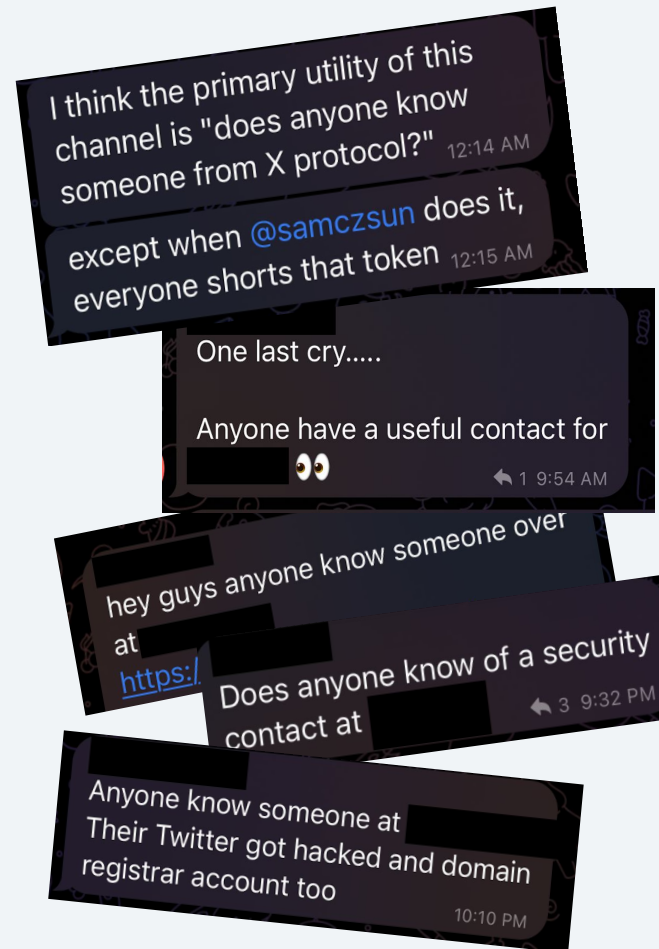 I think the primary utility of this
channel is "does anyone know
someone from X protocol?" 12:14 AM
except when @samczsun does it,
everyone shorts that token 12:15 AM
One last cry.....
Anyone have a useful contact for
👀 1 9:54 AM
hey guys anyone know someone over
at
https:/
Does anyone know of a security
contact at 3 9:32 PM
Anyone know someone at
Their Twitter got hacked and domain
registrar account too
10:10 PM